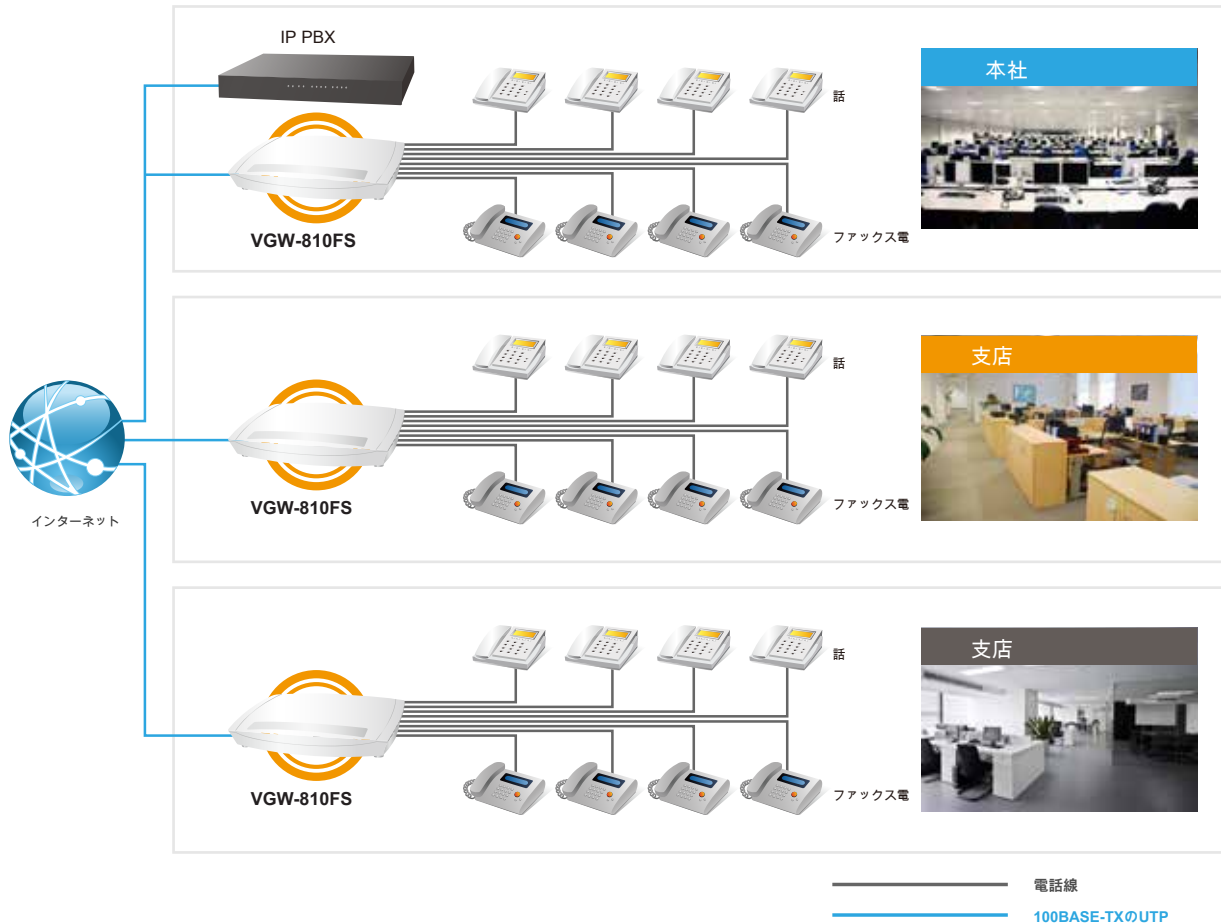 IP PBX
本社
話
VGW-810FS
ファックス電
支店
話
VGW-810FS
ファックス電
インターネット
支店
話
VGW-810FS
ファックス電
電話線
100BASE-TXのUTP